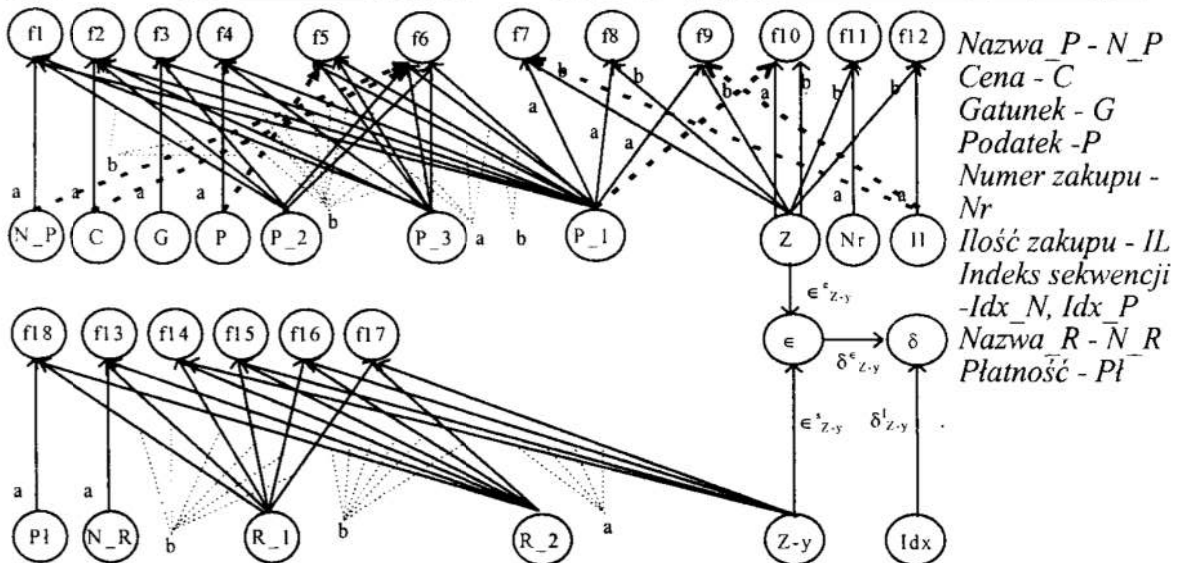 f1 f2 f3 f4 f5 f6 f7 f8 f9 f10 f11 f12
b b a b b b
a a a
b
a a a a b a b a a
N_P C G P P_2 P_3 P_1 Z Nr Il
∈ᵋ Z-y
f18 f13 f14 f15 f16 f17 ∈ δ
δᵋ Z-y
∈ˢ Z-y δᴵ Z-y
a a b b a
Pł N_R R_1 R_2 Z-y Idx
Nazwa_P - N_P
Cena - C
Gatunek - G
Podatek -P
Numer zakupu -
Nr
Ilość zakupu - IL
Indeks sekwencji
-Idx_N, Idx_P
Nazwa_R - N_R
Płatność - Pł